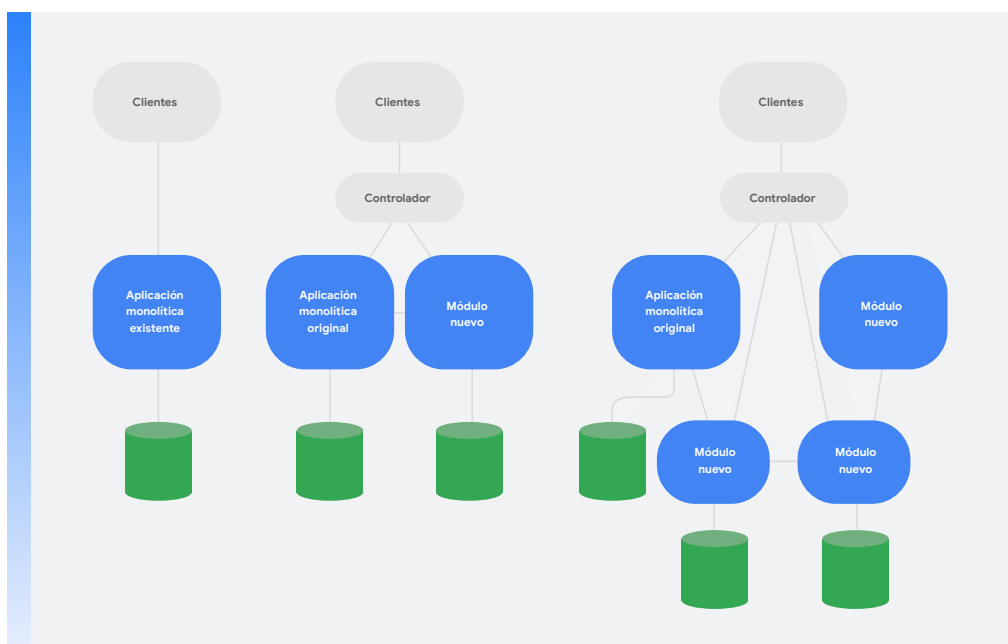 Clientes
Clientes
Clientes
Controlador
Controlador
Aplicación
monolítica
existente
Aplicación
monolítica
original
Módulo
nuevo
Aplicación
monolítica
original
Módulo
nuevo
Módulo
nuevo
Módulo
nuevo